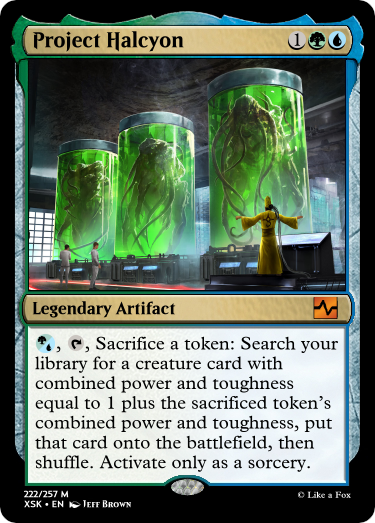 Project Halcyon 1
Legendary Artifact
, , Sacrifice a token: Search your
library for a creature card with
combined power and toughness
equal to 1 plus the sacrificed token's
combined power and toughness, put
that card onto the battlefield, then
shuffle. Activate only as a sorcery.
222/257 M
XSK • EN Jeff Brown
© Like a Fox